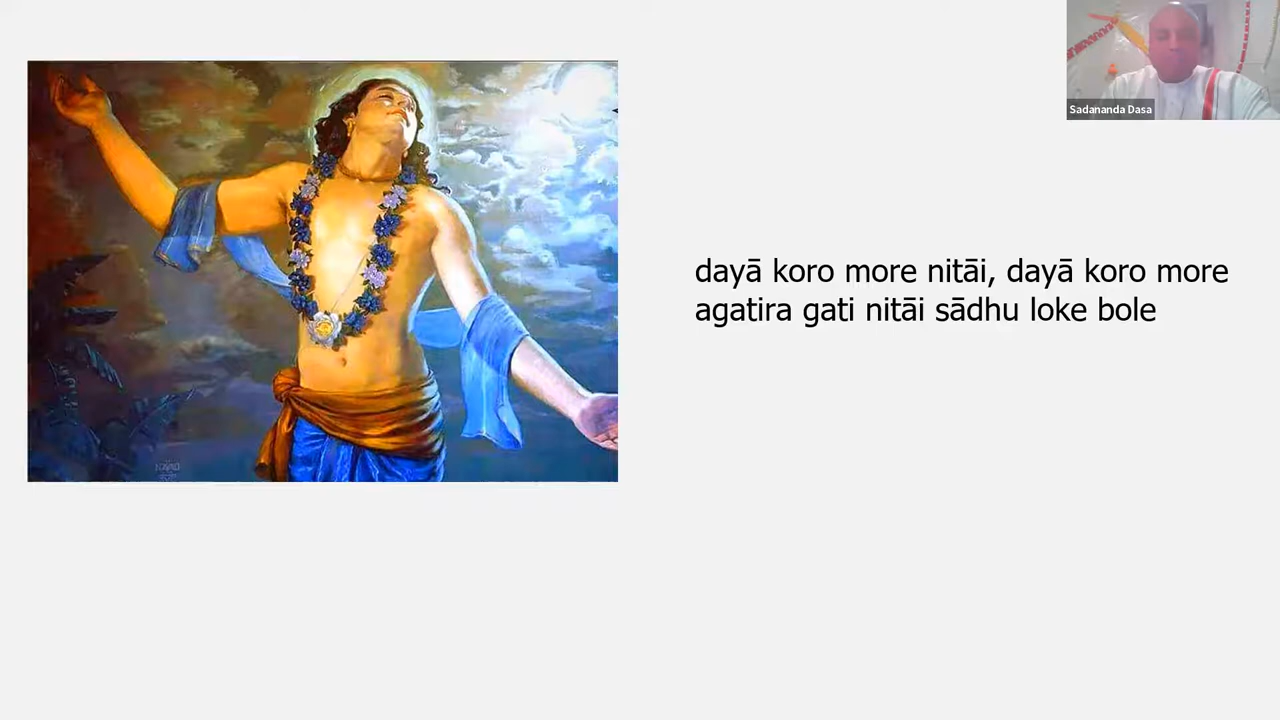 Sadananda Dasa
dayā koro more nitāi, dayā koro more
agatira gati nitāi sādhu loke bole